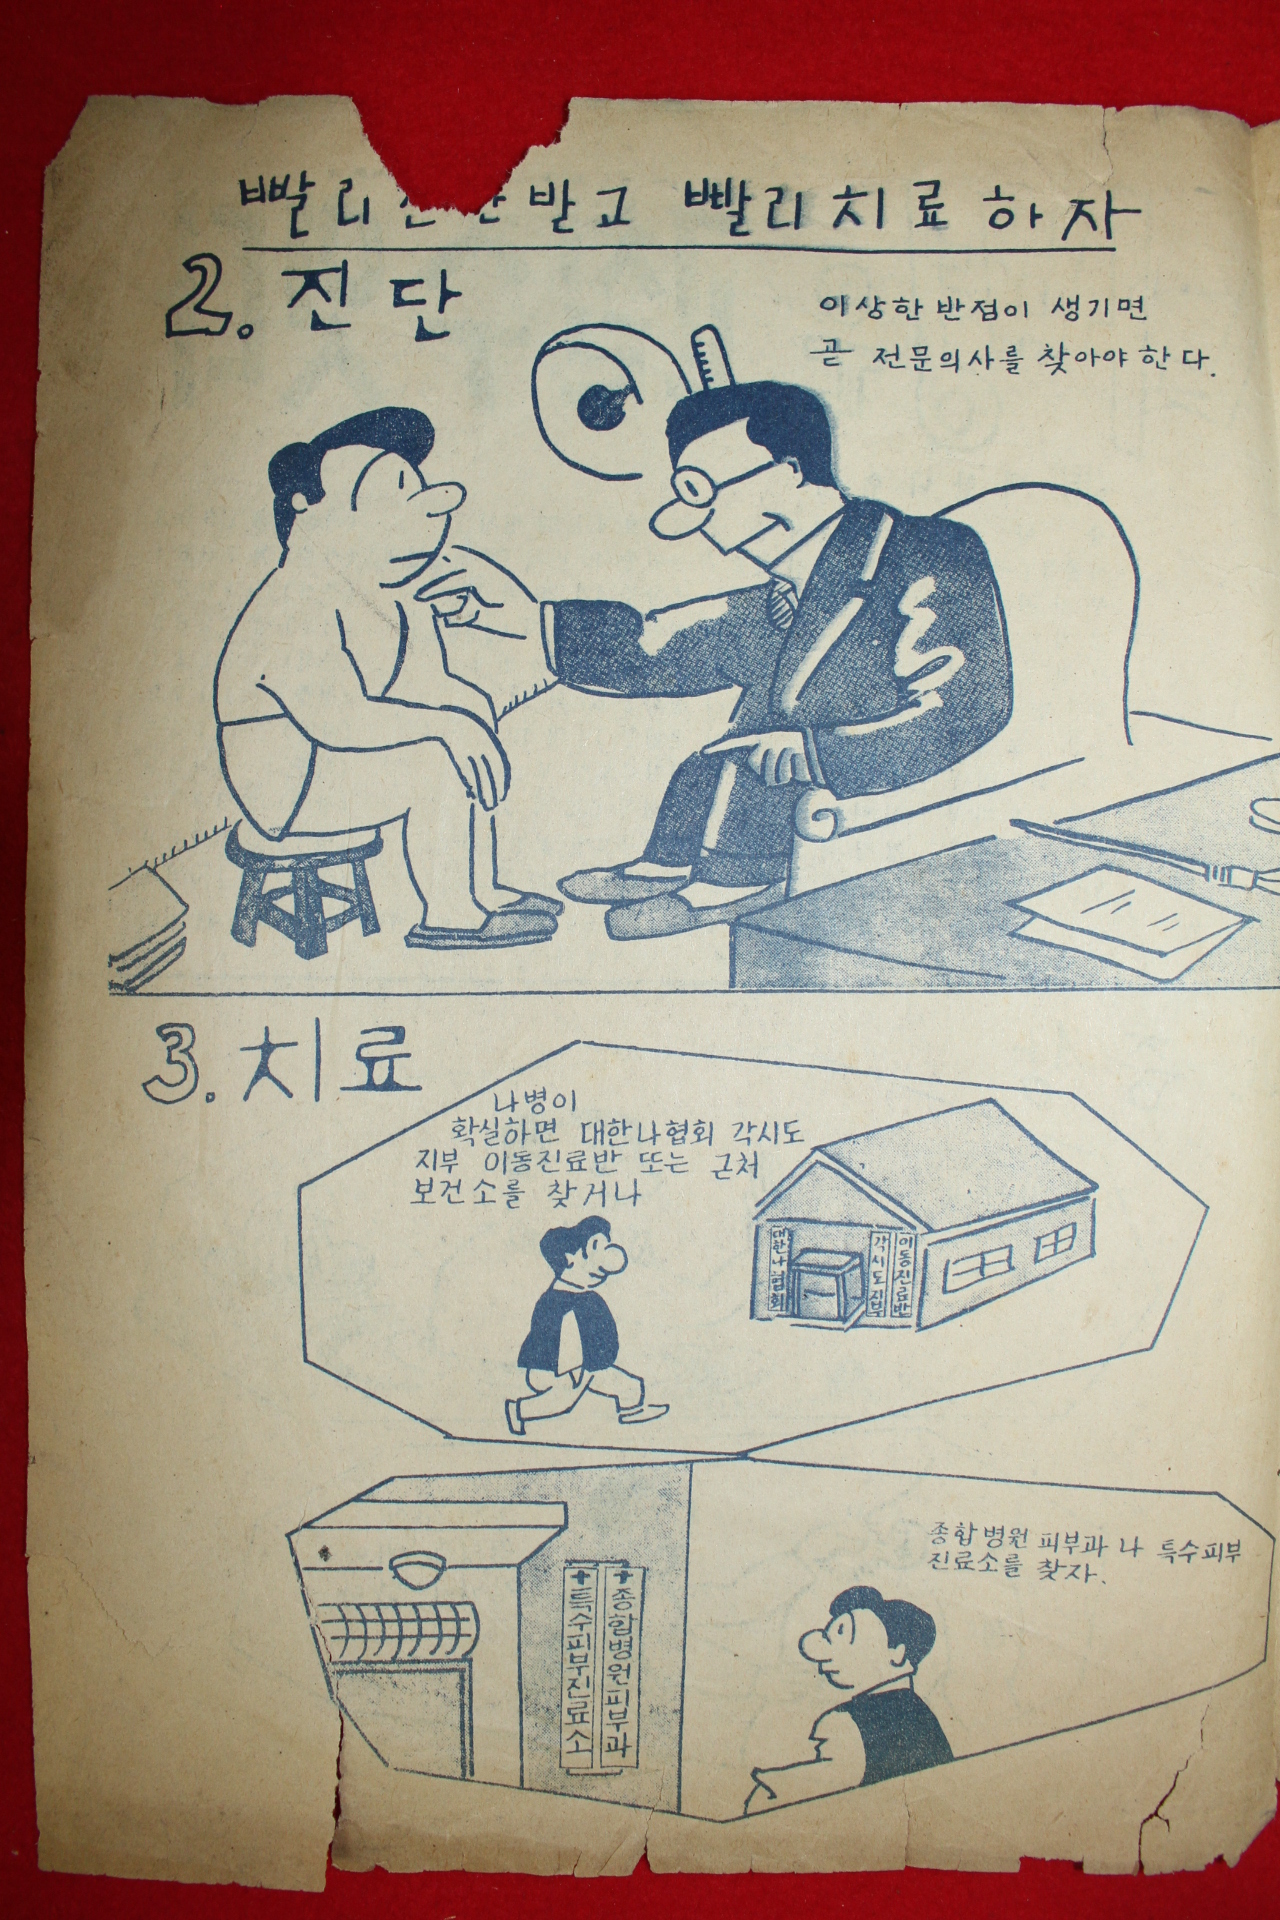 빨리 받고 빨리 치료하자
2. 진단
이상한 반점이 생기면
곧 전문의사를 찾아야 한다.
3. 치료
나병이
확실하면 대한나협회 각시도
지부 이동진료반 또는 근처
보건소를 찾거나
대한나협회
각시도지부
이동진료반
종합병원 피부과나 특수피부
진료소를 찾자.
특수피부진료소
종합병원피부과